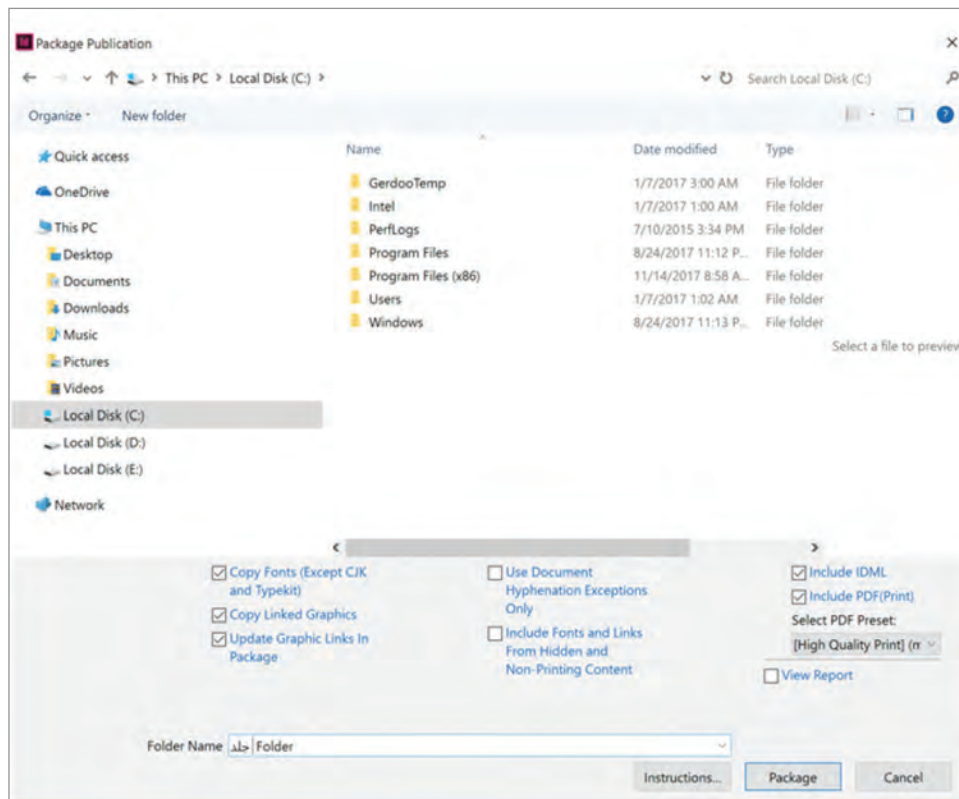 Id Package Publication
This PC > Local Disk (C:) >
Search Local Disk (C:)
Organize
New folder
Quick access
OneDrive
This PC
Desktop
Documents
Downloads
Music
Pictures
Videos
Local Disk (C:)
Local Disk (D:)
Local Disk (E:)
Network
Name Date modified Type
GerdooTemp 1/7/2017 3:00 AM File folder
Intel 1/7/2017 1:00 AM File folder
PerfLogs 7/10/2015 3:34 PM File folder
Program Files 8/24/2017 11:12 P... File folder
Program Files (x86) 11/14/2017 8:58 A... File folder
Users 1/7/2017 1:02 AM File folder
Windows 8/24/2017 11:13 P... File folder
Select a file to preview
Copy Fonts (Except CJK
and Typekit)
Copy Linked Graphics
Update Graphic Links In
Package
Use Document
Hyphenation Exceptions
Only
Include Fonts and Links
From Hidden and
Non-Printing Content
Include IDML
Include PDF(Print)
Select PDF Preset:
[High Quality Print] (m
View Report
Folder Name جلد Folder
Instructions... Package Cancel